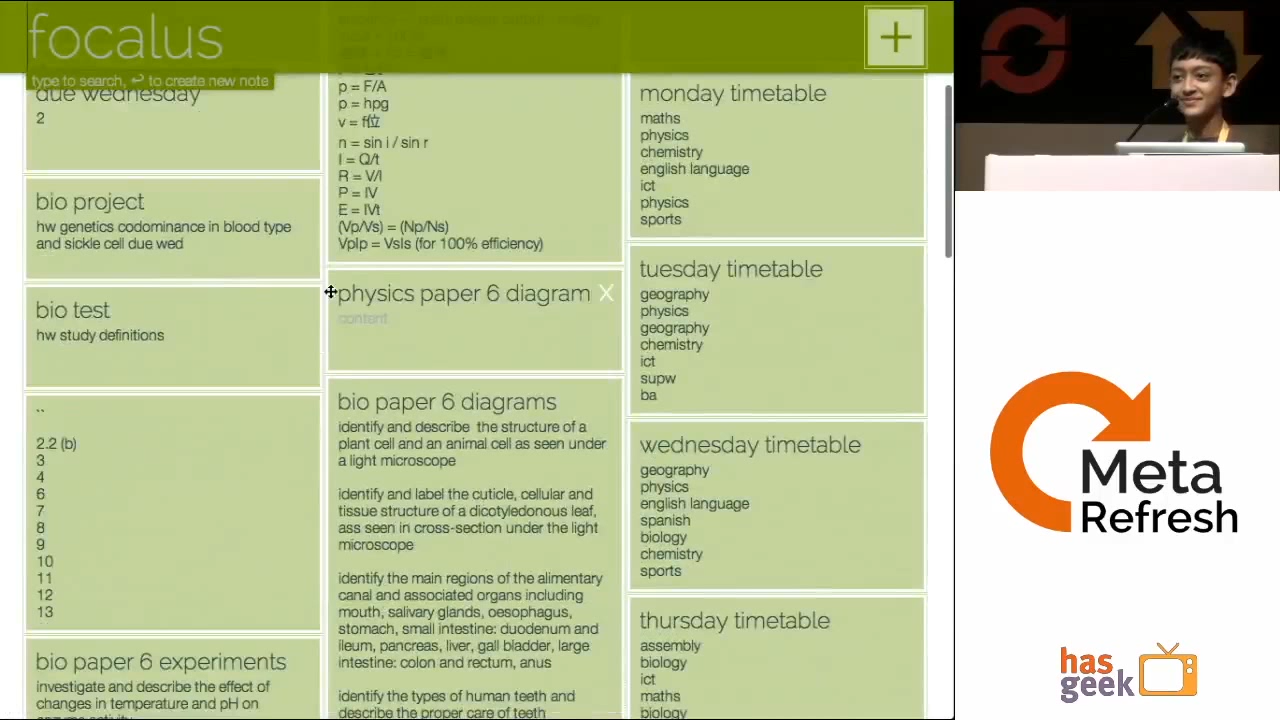 focalus
type to search, ↩ to create new note
+
due wednesday
2
bio project
hw genetics codominance in blood type
and sickle cell due wed
bio test
hw study definitions
``
2.2 (b)
3
4
6
7
8
9
10
11
12
13
bio paper 6 experiments
investigate and describe the effect of
changes in temperature and pH on
p = F/A
p = hpg
v = f位
n = sin i / sin r
I = Q/t
R = V/I
P = IV
E = IVt
(Vp/Vs) = (Np/Ns)
VpIp = VsIs (for 100% efficiency)
physics paper 6 diagram X
content
bio paper 6 diagrams
identify and describe the structure of a
plant cell and an animal cell as seen under
a light microscope
identify and label the cuticle, cellular and
tissue structure of a dicotyledonous leaf,
ass seen in cross-section under the light
microscope
identify the main regions of the alimentary
canal and associated organs including
mouth, salivary glands, oesophagus,
stomach, small intestine: duodenum and
ileum, pancreas, liver, gall bladder, large
intestine: colon and rectum, anus
identify the types of human teeth and
describe the proper care of teeth
monday timetable
maths
physics
chemistry
english language
ict
physics
sports
tuesday timetable
geography
physics
geography
chemistry
ict
supw
ba
wednesday timetable
geography
physics
english language
spanish
biology
chemistry
sports
thursday timetable
assembly
biology
ict
maths
biology
Meta
Refresh
has
geek